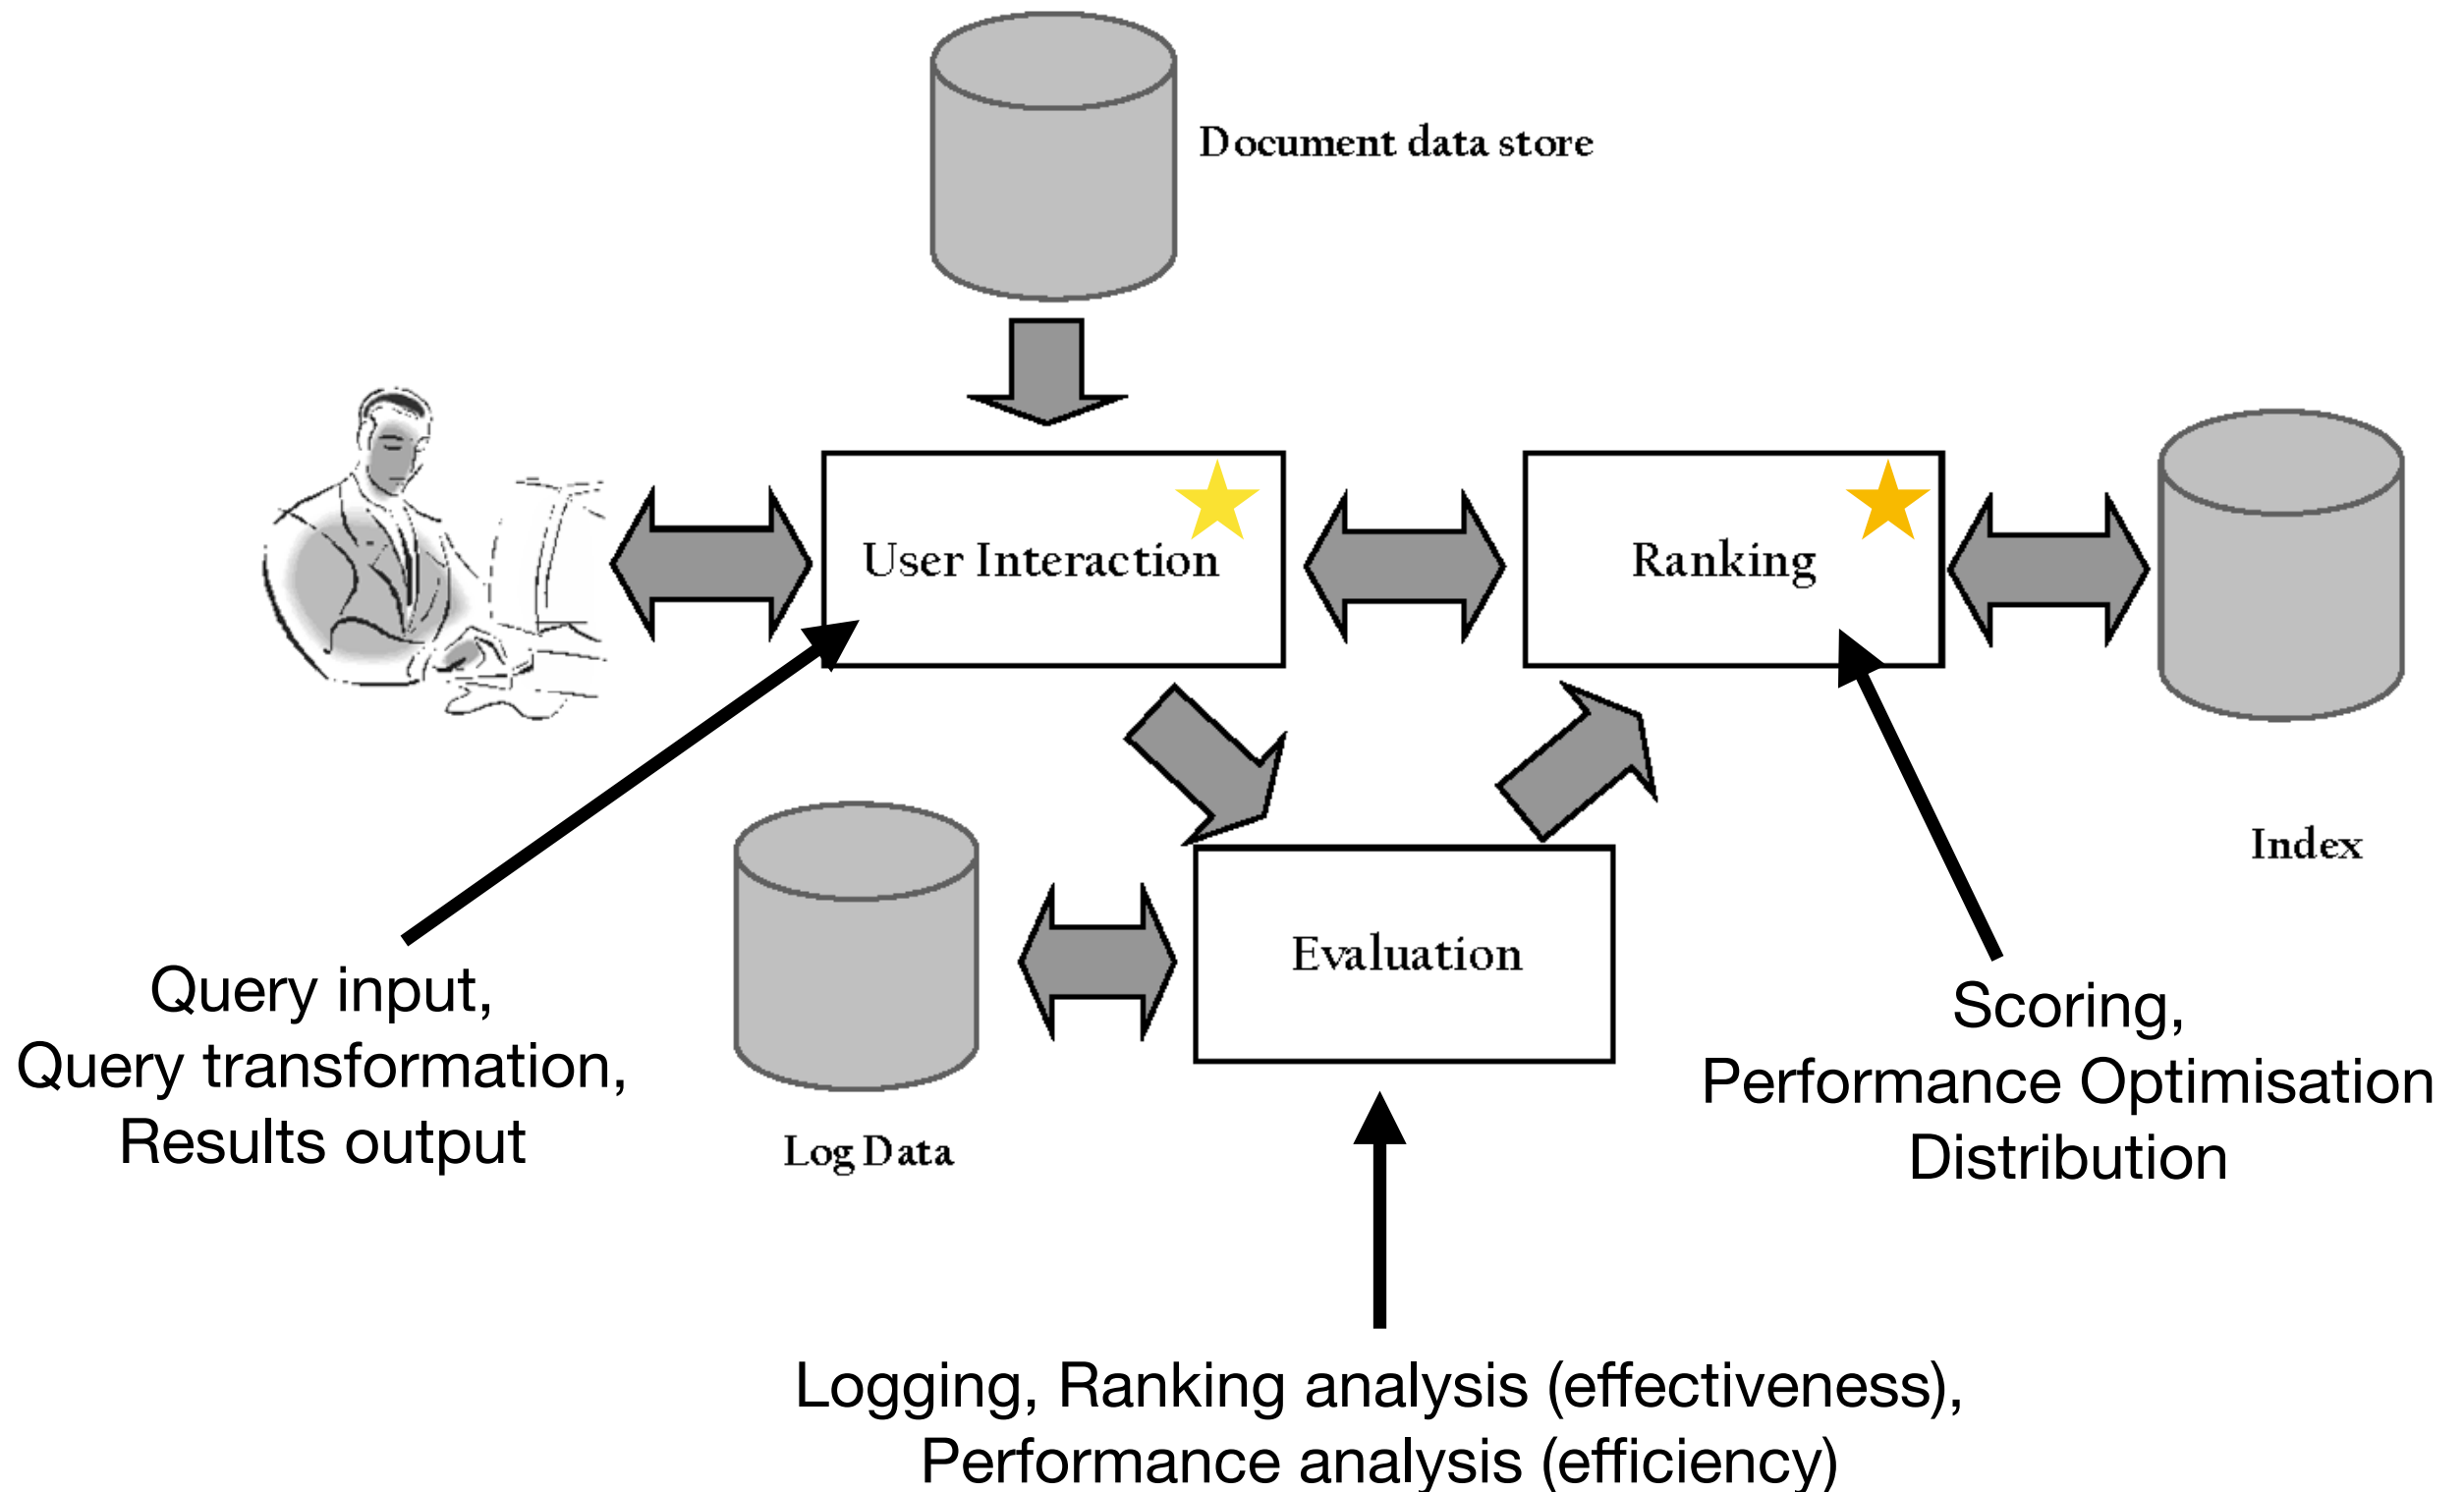 Document data store
User Interaction
Ranking
Index
Evaluation
Log Data
Query input,
Query transformation,
Results output
Scoring,
Performance Optimisation
Distribution
Logging, Ranking analysis (effectiveness),
Performance analysis (efficiency)